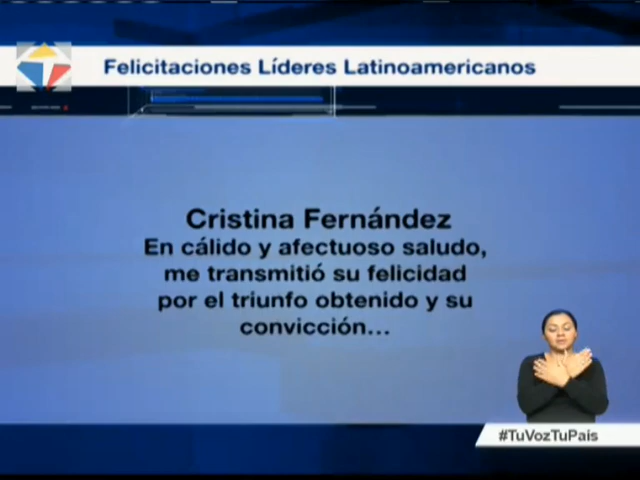 Felicitaciones Líderes Latinoamericanos
Cristina Fernández
En cálido y afectuoso saludo,
me transmitió su felicidad
por el triunfo obtenido y su
convicción...
#TuVozTuPaís